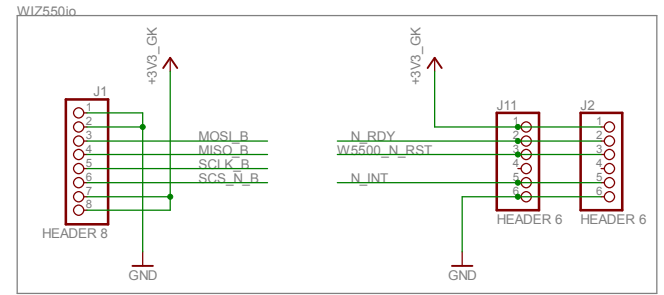 WIZ550io
+3V3_GK
+3V3_GK
J1
J11
J2
1
2
3
4
5
6
7
8
MOSI_B
MISO_B
SCLK_B
SCS_N_B
N_RDY
W5500_N_RST
N_INT
1
2
3
4
5
6
1
2
3
4
5
6
HEADER 8
HEADER 6
HEADER 6
GND
GND